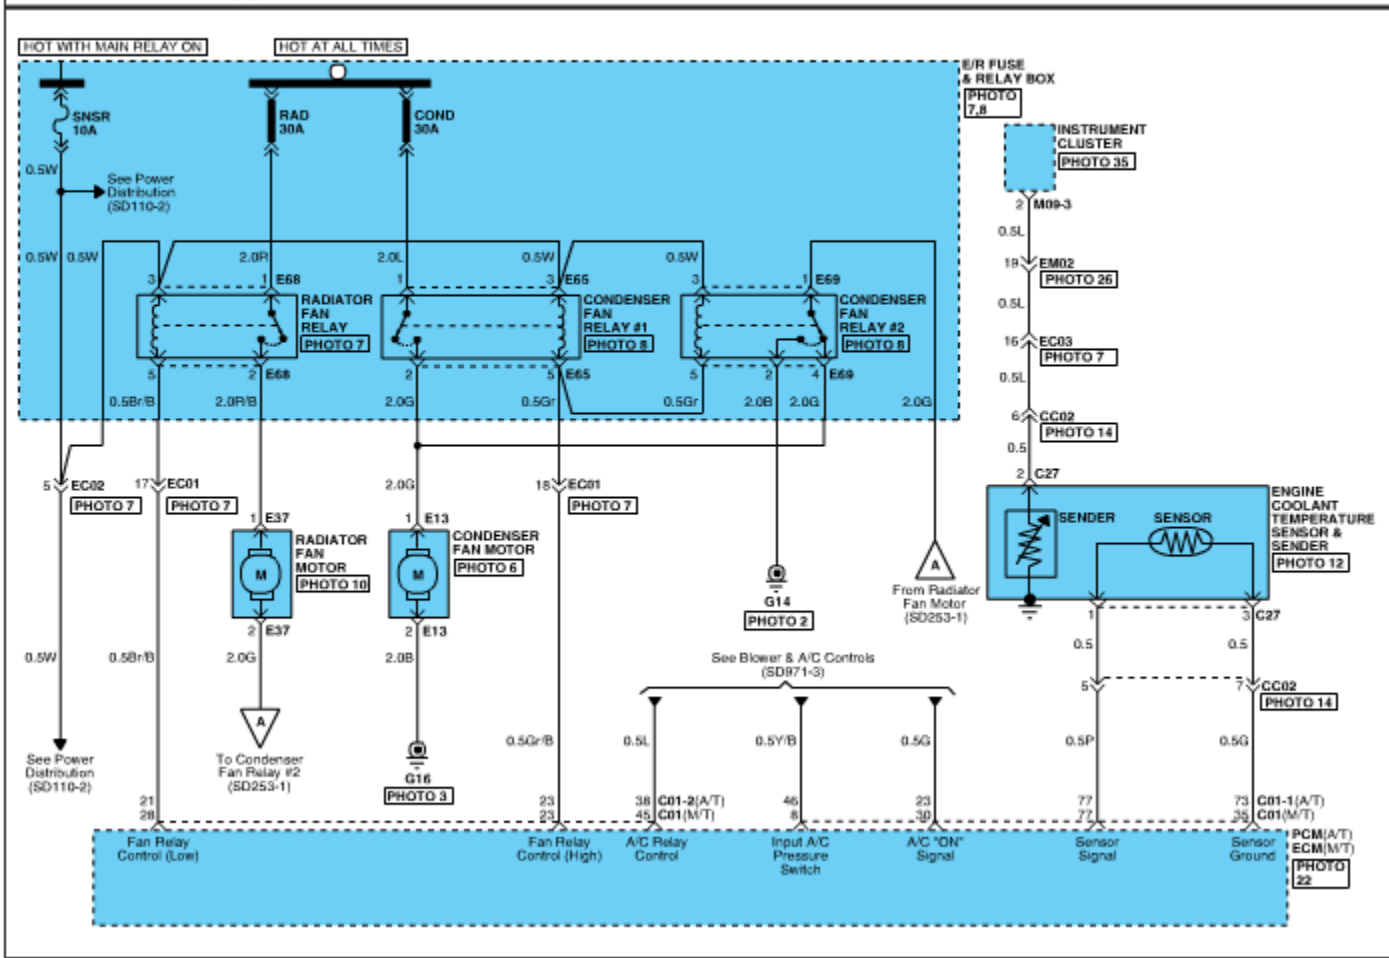 HOT WITH MAIN RELAY ON
HOT AT ALL TIMES
E/R FUSE
& RELAY BOX
PHOTO
7,8
SNSR
10A
RAD
30A
COND
30A
INSTRUMENT
CLUSTER
PHOTO 35
0.5W
See Power
Distribution
(SD110-2)
2 M09-3
0.5L
0.5W 0.5W 2.0R 2.0L 0.5W 0.5W
19 EM02
PHOTO 26
3 1 E68 1 3 E65 3 1 E69
0.5L
RADIATOR
FAN
RELAY
PHOTO 7
CONDENSER
FAN
RELAY #1
PHOTO 8
CONDENSER
FAN
RELAY #2
PHOTO 8
16 EC03
PHOTO 7
5 2 E68 2 5 E65 5 2 4 E69
0.5L
0.5Br/B 2.0R/B 2.0G 0.5Gr 0.5Gr 2.0B 2.0G 2.0G
6 CC02
PHOTO 14
0.5
2 C27
5 EC02
PHOTO 7
17 EC01
PHOTO 7
2.0G
18 EC01
PHOTO 7
ENGINE
COOLANT
TEMPERATURE
SENSOR &
SENDER
PHOTO 12
SENDER
SENSOR
1 E37
RADIATOR
FAN
MOTOR
PHOTO 10
M
1 E13
CONDENSER
FAN MOTOR
PHOTO 6
M
A
From Radiator
Fan Motor
(SD253-1)
G14
PHOTO 2
1 3 C27
2 E37
2 E13
0.5 0.5
0.5W 0.5Br/B 2.0G 2.0B
See Blower & A/C Controls
(SD971-3)
5 7 CC02
PHOTO 14
A
To Condenser
Fan Relay #2
(SD253-1)
See Power
Distribution
(SD110-2)
G16
PHOTO 3
0.5Gr/B 0.5L 0.5Y/B 0.5G 0.5P 0.5G
21 23 38 C01-2(A/T) 46 23 77 73 C01-1(A/T)
28 23 45 C01(M/T) 8 30 77 35 C01(M/T)
Fan Relay
Control (Low)
Fan Relay
Control (High)
A/C Relay
Control
Input A/C
Pressure
Switch
A/C "ON"
Signal
Sensor
Signal
Sensor
Ground
PCM(A/T)
ECM(M/T)
PHOTO
22